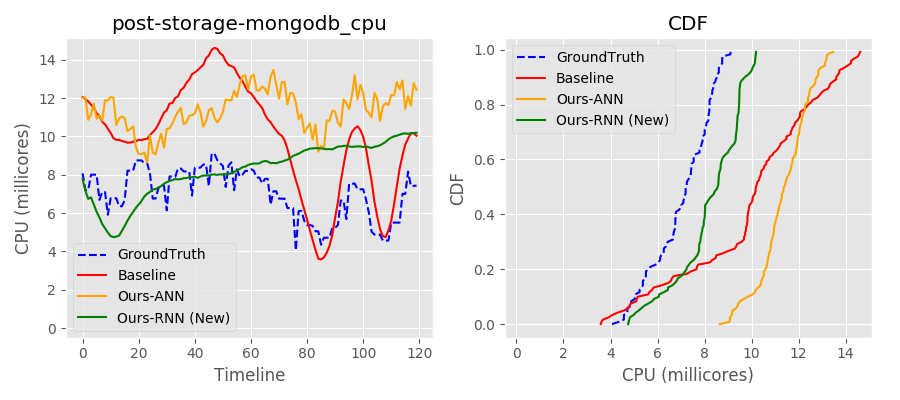 post-storage-mongodb_cpu
CPU (millicores)
14
12
10
8
6
4
2
0
GroundTruth
Baseline
Ours-ANN
Ours-RNN (New)
0 20 40 60 80 100 120
Timeline
CDF
CDF
1.0
0.8
0.6
0.4
0.2
0.0
GroundTruth
Baseline
Ours-ANN
Ours-RNN (New)
0 2 4 6 8 10 12 14
CPU (millicores)